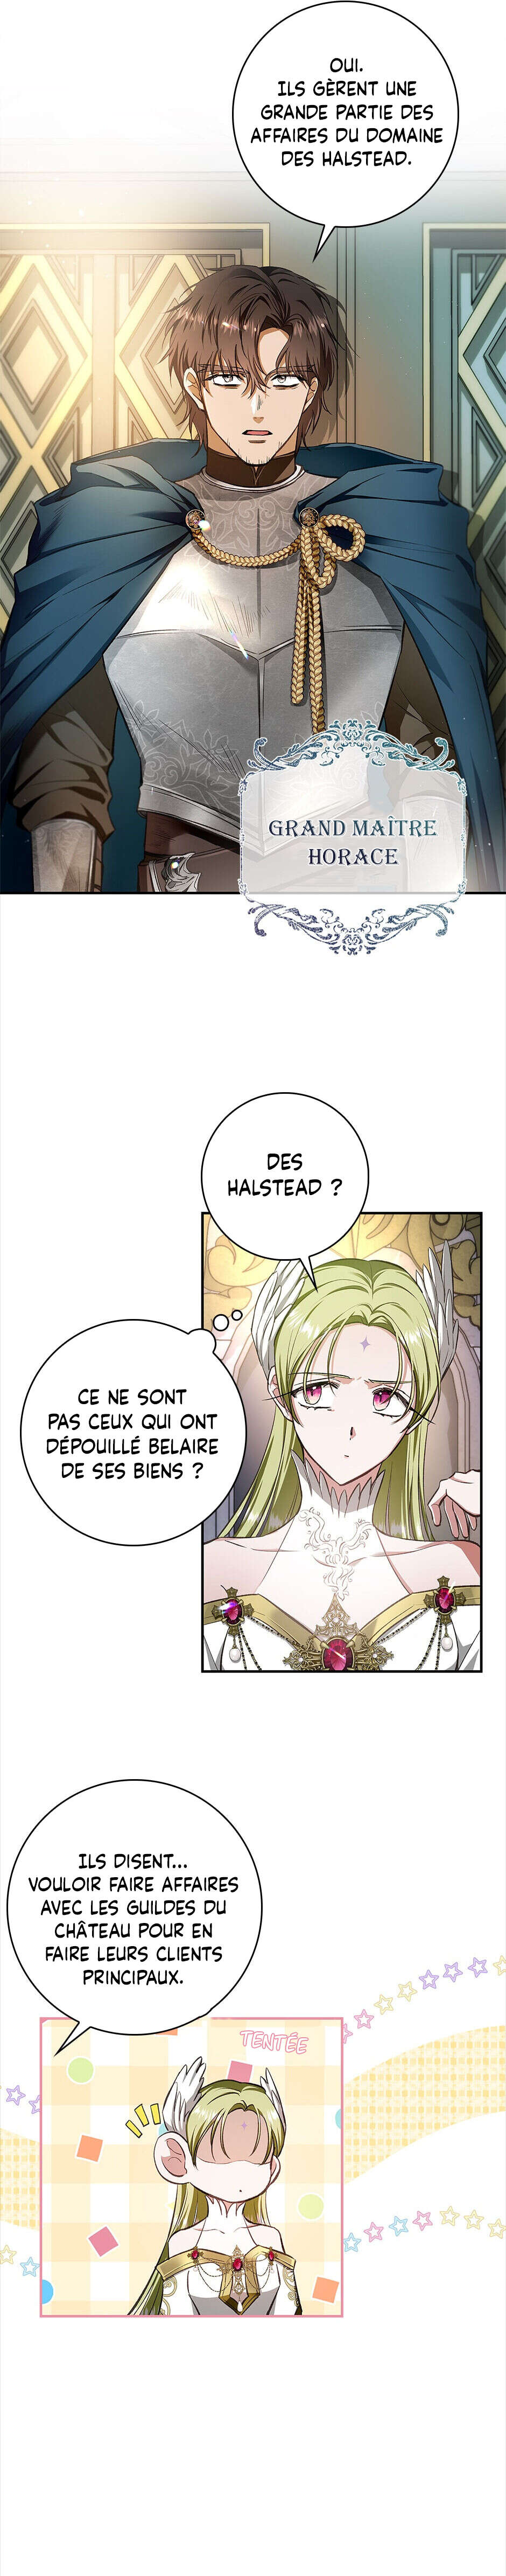 OUI.
ILS GÈRENT UNE
GRANDE PARTIE DES
AFFAIRES DU DOMAINE
DES HALSTEAD.
GRAND MAÎTRE
HORACE
DES
HALSTEAD ?
CE NE SONT
PAS CEUX QUI ONT
DÉPOUILLÉ BELAIRE
DE SES BIENS ?
ILS DISENT...
VOULOIR FAIRE AFFAIRES
AVEC LES GUILDES DU
CHÂTEAU POUR EN
FAIRE LEURS CLIENTS
PRINCIPAUX.
TENTÉE